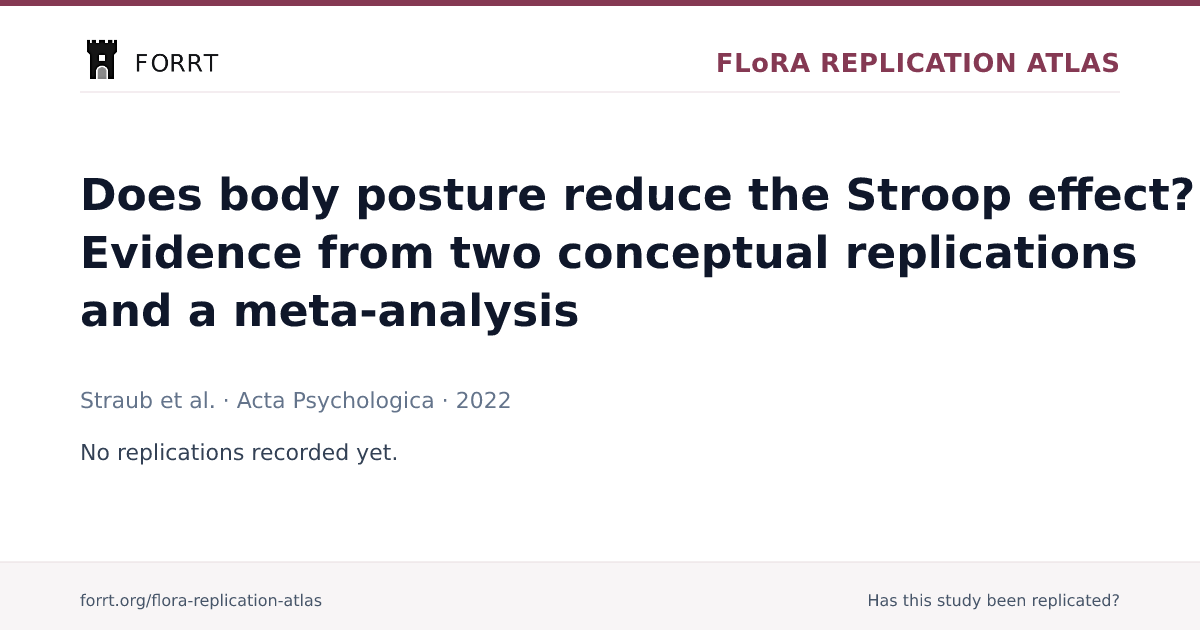 FORRT
FLoRA REPLICATION ATLAS
Does body posture reduce the Stroop effect?
Evidence from two conceptual replications
and a meta-analysis
Straub et al. · Acta Psychologica · 2022
No replications recorded yet.
forrt.org/flora-replication-atlas
Has this study been replicated?